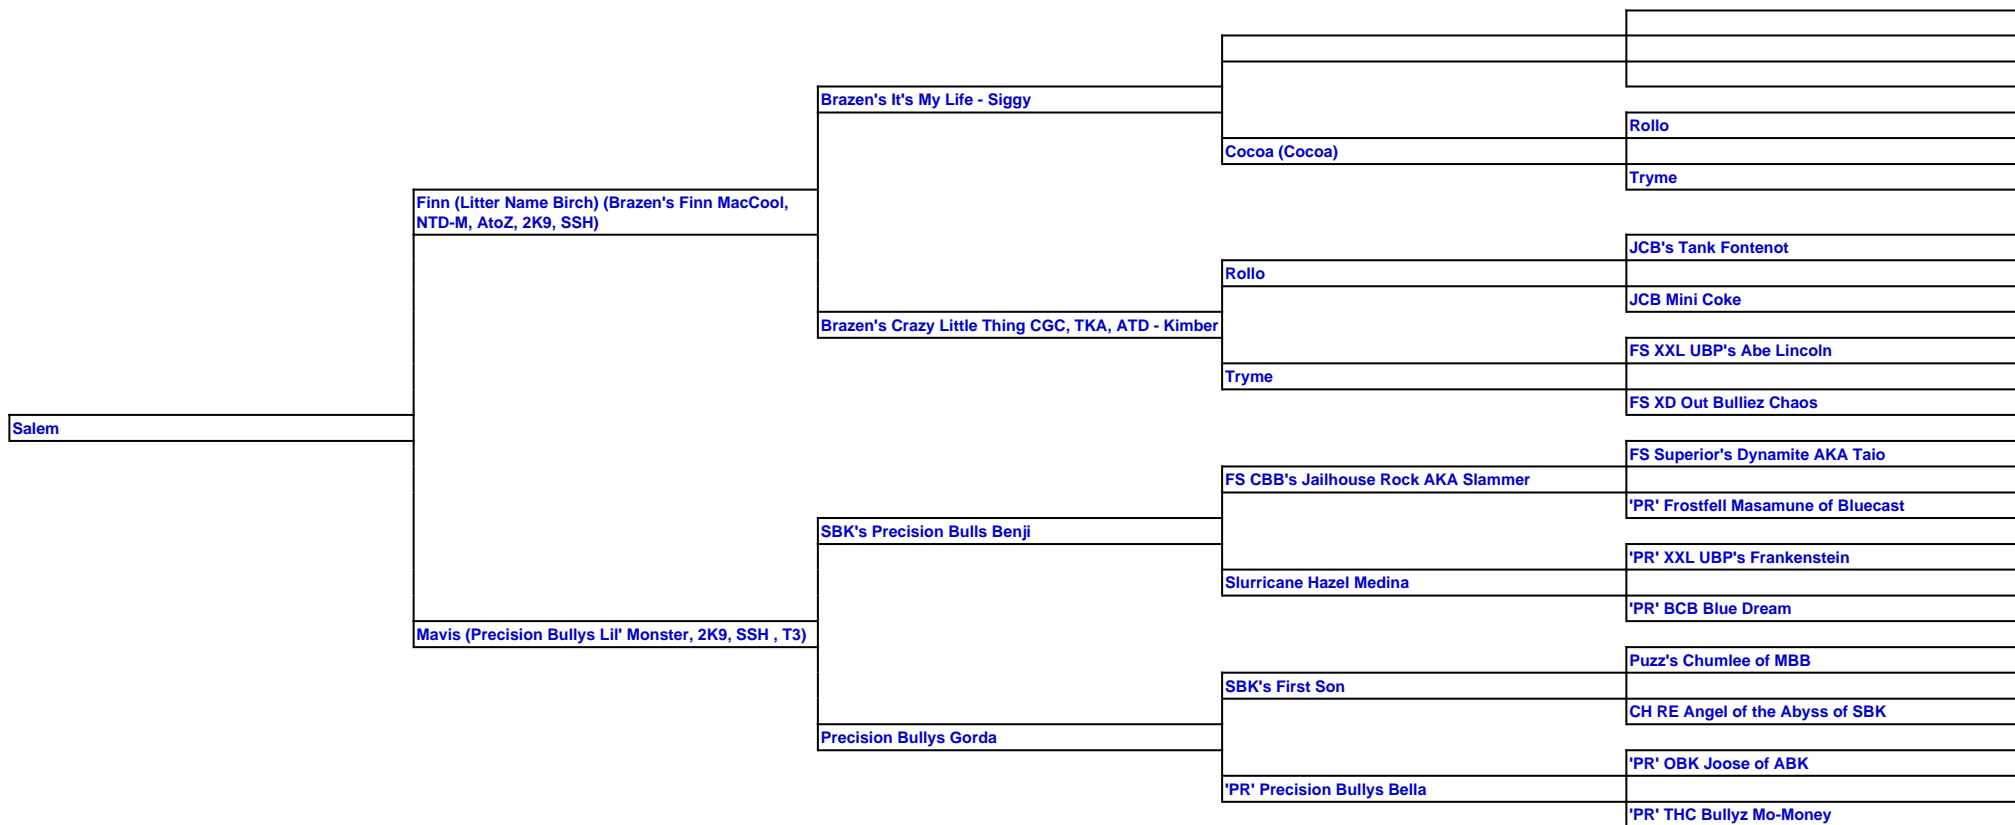 Brazen's It's My Life - Siggy
Rollo
Cocoa (Cocoa)
Tryme
Finn (Litter Name Birch) (Brazen's Finn MacCool,
NTD-M, AtoZ, 2K9, SSH)
JCB's Tank Fontenot
Rollo
JCB Mini Coke
Brazen's Crazy Little Thing CGC, TKA, ATD - Kimber
FS XXL UBP's Abe Lincoln
Tryme
FS XD Out Bulliez Chaos
Salem
FS Superior's Dynamite AKA Taio
FS CBB's Jailhouse Rock AKA Slammer
'PR' Frostfell Masamune of Bluecast
SBK's Precision Bulls Benji
'PR' XXL UBP's Frankenstein
Slurricane Hazel Medina
'PR' BCB Blue Dream
Mavis (Precision Bullys Lil' Monster, 2K9, SSH , T3)
Puzz's Chumlee of MBB
SBK's First Son
CH RE Angel of the Abyss of SBK
Precision Bullys Gorda
'PR' OBK Joose of ABK
'PR' Precision Bullys Bella
'PR' THC Bullyz Mo-Money